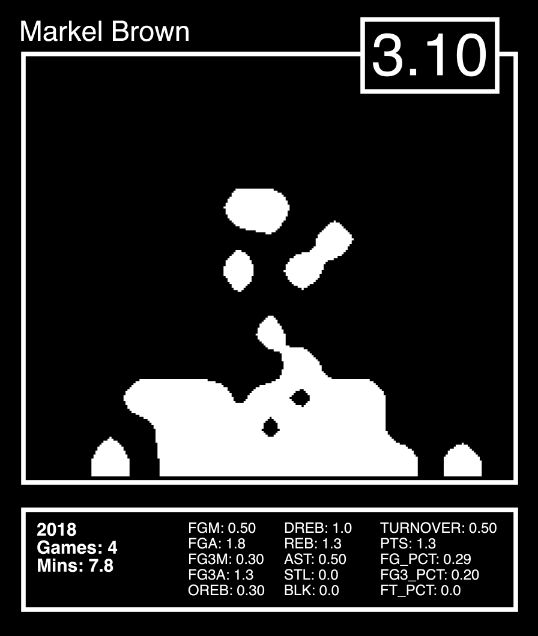 Markel Brown
3.10
2018
Games: 4
Mins: 7.8
FGM: 0.50
FGA: 1.8
FG3M: 0.30
FG3A: 1.3
OREB: 0.30
DREB: 1.0
REB: 1.3
AST: 0.50
STL: 0.0
BLK: 0.0
TURNOVER: 0.50
PTS: 1.3
FG_PCT: 0.29
FG3_PCT: 0.20
FT_PCT: 0.0